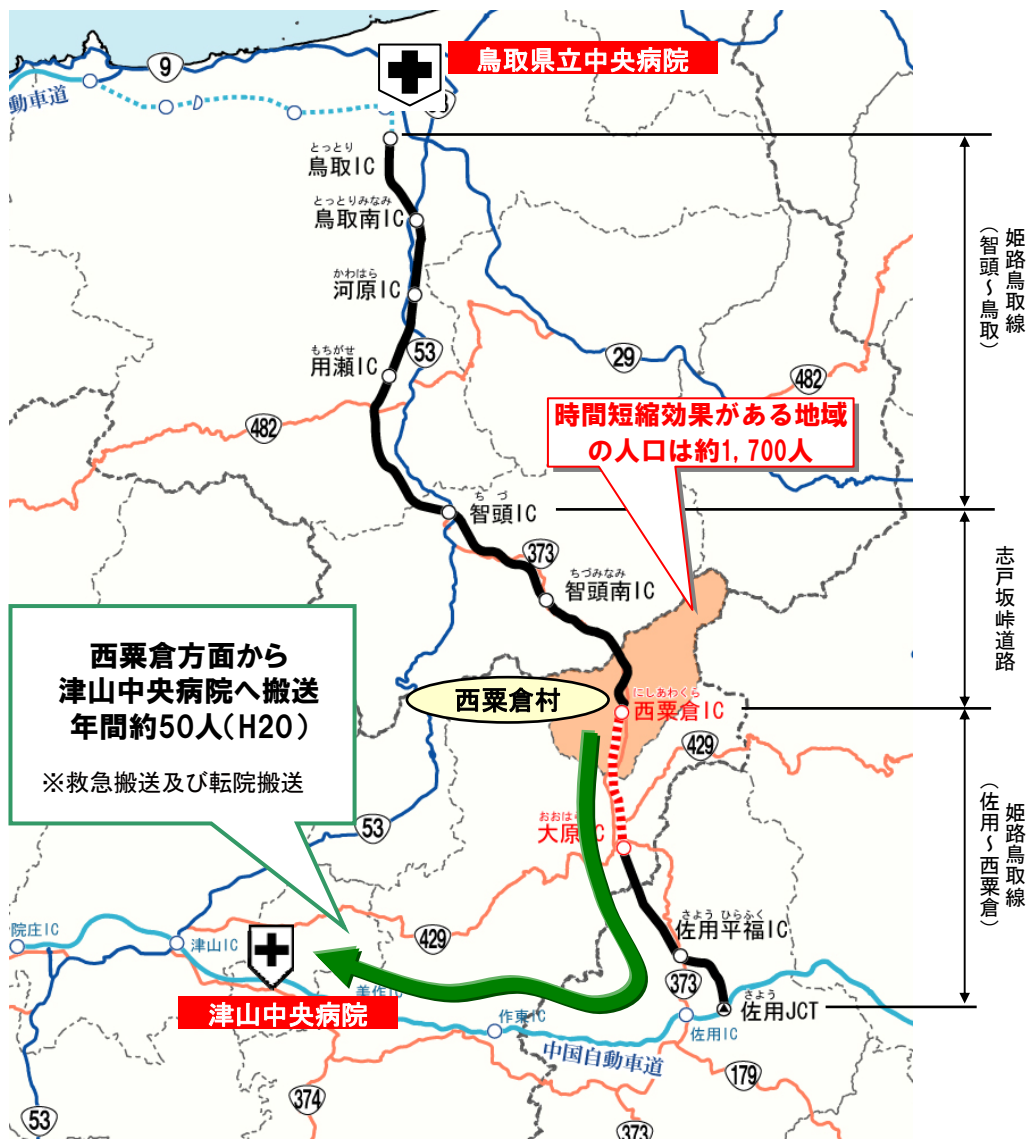 鳥取県立中央病院
9
動車道
とっとり
鳥取IC
とっとりみなみ
鳥取南IC
かわはら
河原IC
もちがせ
用瀬IC
53
29
482
482
姫路鳥取線
(智頭～鳥取)
時間短縮効果がある地域
の人口は約1,700人
ちづ
智頭IC
373
ちづみなみ
智頭南IC
志戸坂峠道路
西粟倉方面から
津山中央病院へ搬送
年間約50人(H20)
※救急搬送及び転院搬送
西粟倉村
にしあわくら
西粟倉IC
429
53
おおは
大原IC
姫路鳥取線
(佐用～西粟倉)
さよう ひらふく
佐用平福IC
院庄IC
津山IC
429
373
さよう
佐用JCT
美作IC
津山中央病院
作東IC
佐用IC
中国自動車道
179
374
53
373